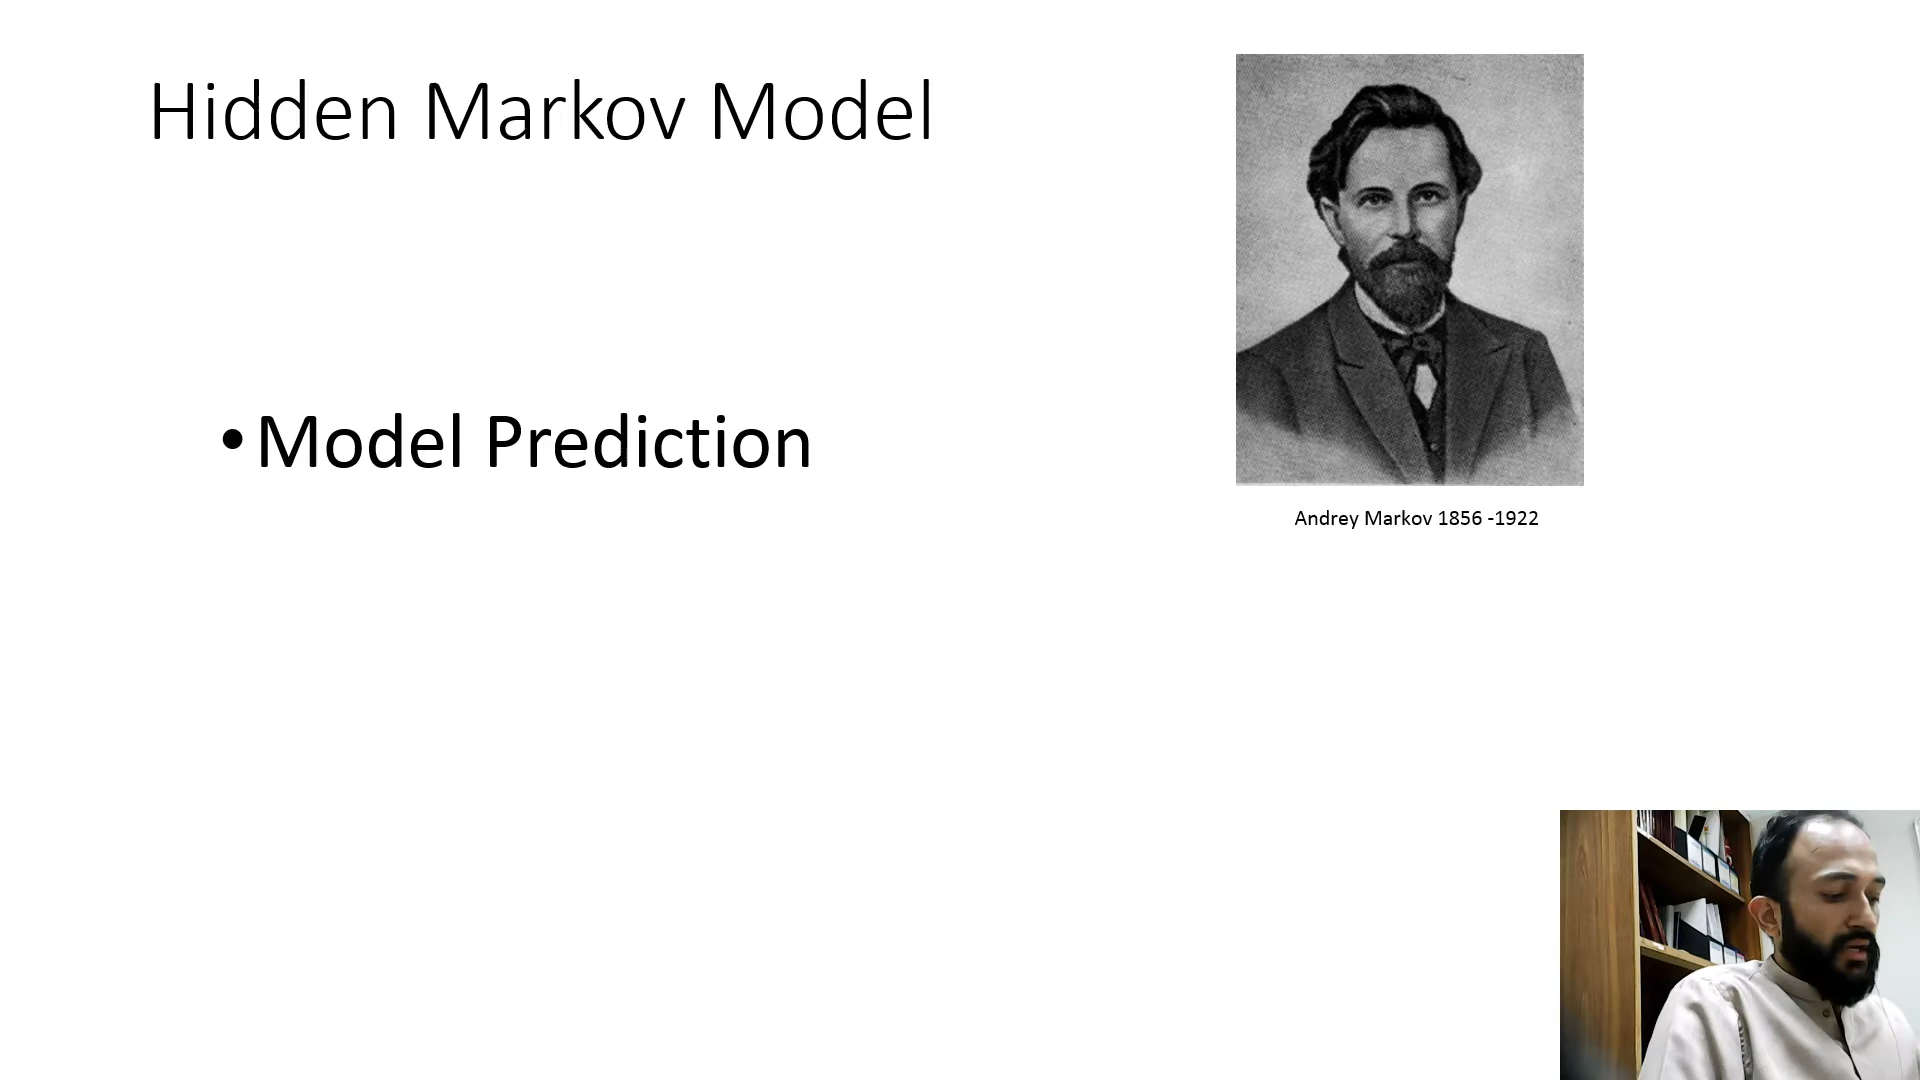 Hidden Markov Model
•Model Prediction
Andrey Markov 1856 -1922